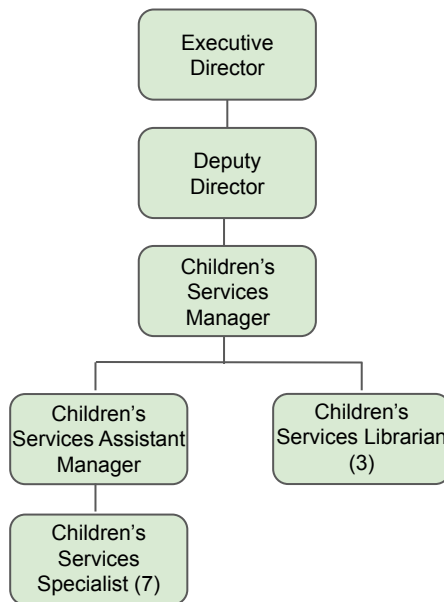 Executive
Director
Deputy
Director
Children’s
Services
Manager
Children’s
Services Assistant
Manager
Children’s
Services Librarian
(3)
Children’s
Services
Specialist (7)